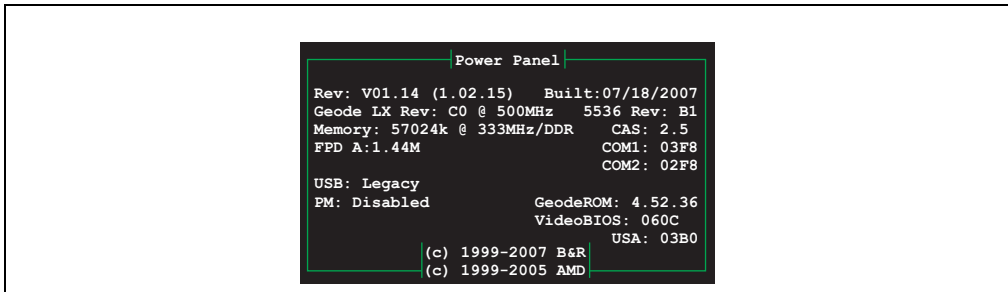 Power Panel
Rev: V01.14 (1.02.15) Built:07/18/2007
Geode LX Rev: C0 @ 500MHz 5536 Rev: B1
Memory: 57024k @ 333MHz/DDR CAS: 2.5
FPD A:1.44M COM1: 03F8
COM2: 02F8
USB: Legacy
PM: Disabled GeodeROM: 4.52.36
VideoBIOS: 060C
USA: 03B0
(c) 1999-2007 B&R
(c) 1999-2005 AMD